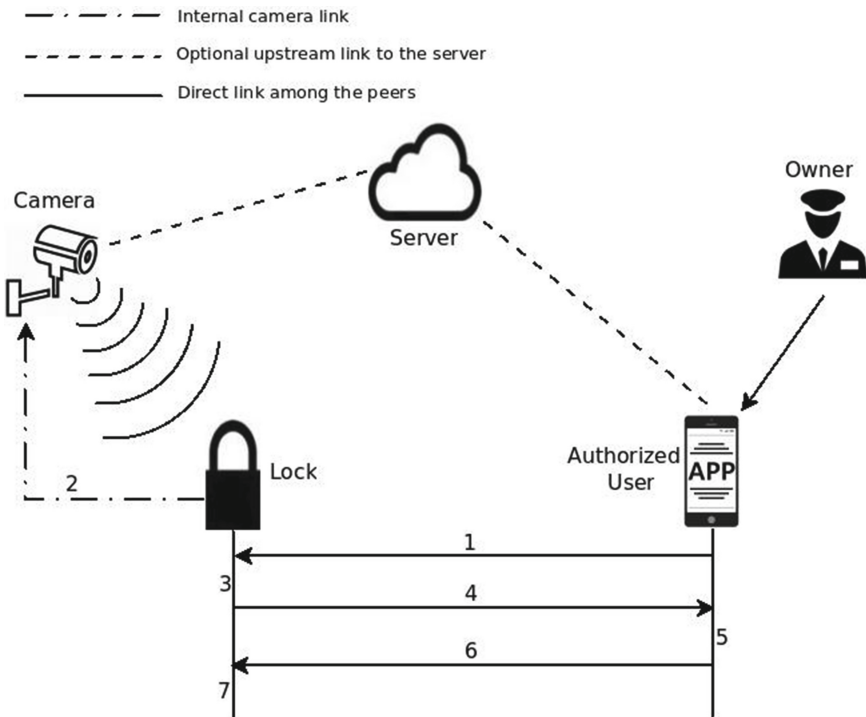 Internal camera link
Optional upstream link to the server
Direct link among the peers
Owner
Camera
Server
Authorized
User
APP
Lock
2
1
3
4
5
6
7